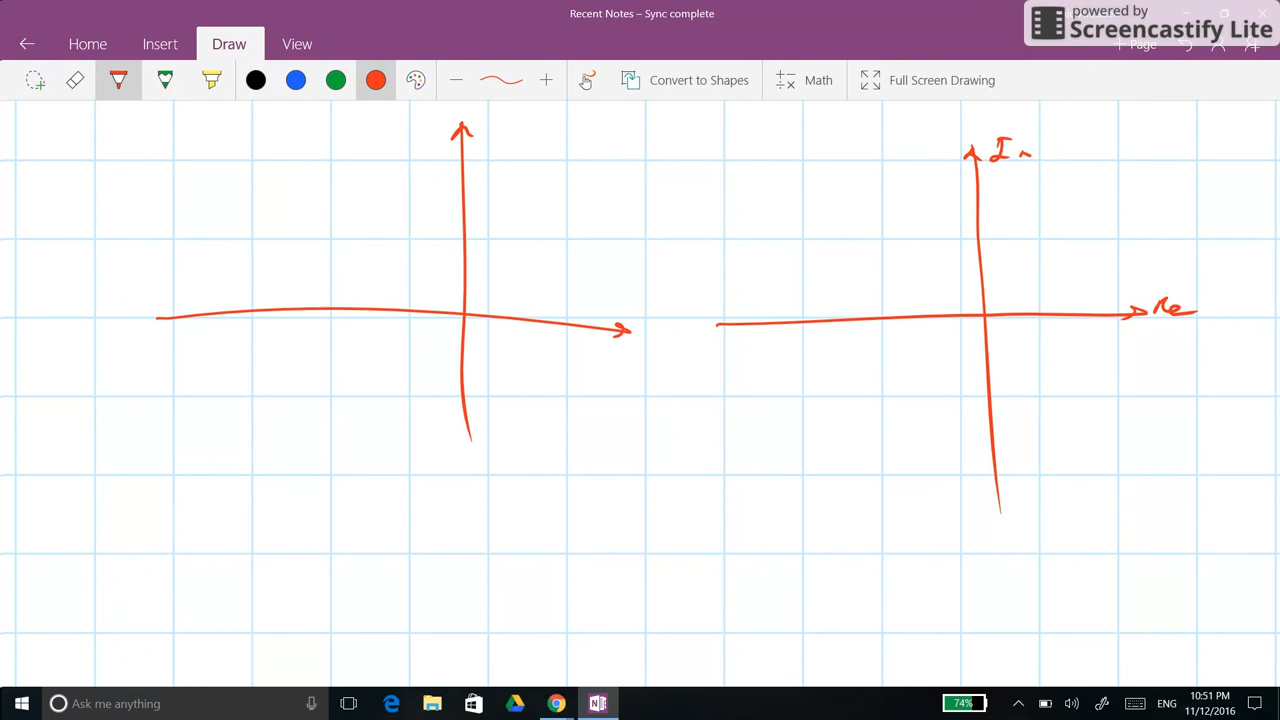 Recent Notes – Sync complete
powered by
Screencastify Lite
Home Insert Draw View
Page
Convert to Shapes Math Full Screen Drawing
I
Re
Ask me anything
74%
ENG
10:51 PM
11/12/2016